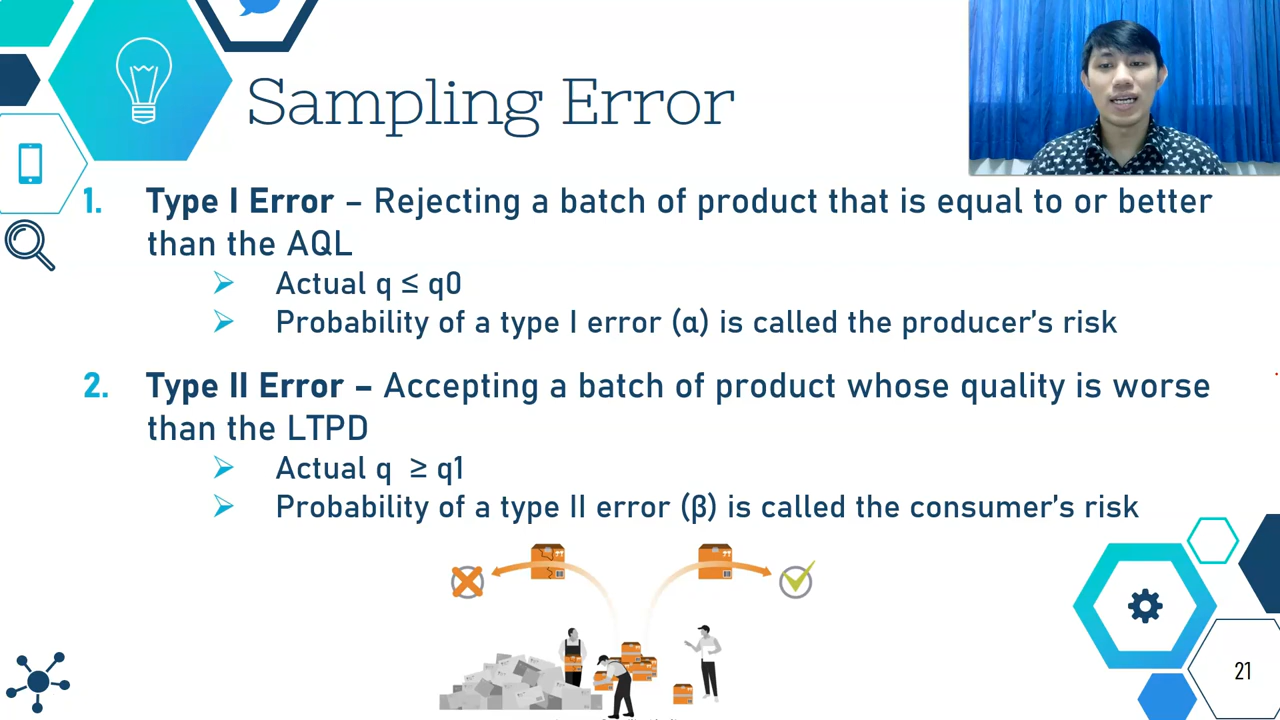 Sampling Error
1. Type I Error – Rejecting a batch of product that is equal to or better
than the AQL
Actual q ≤ q0
Probability of a type I error (α) is called the producer’s risk
2. Type II Error – Accepting a batch of product whose quality is worse
than the LTPD
Actual q ≥ q1
Probability of a type II error (β) is called the consumer’s risk
21